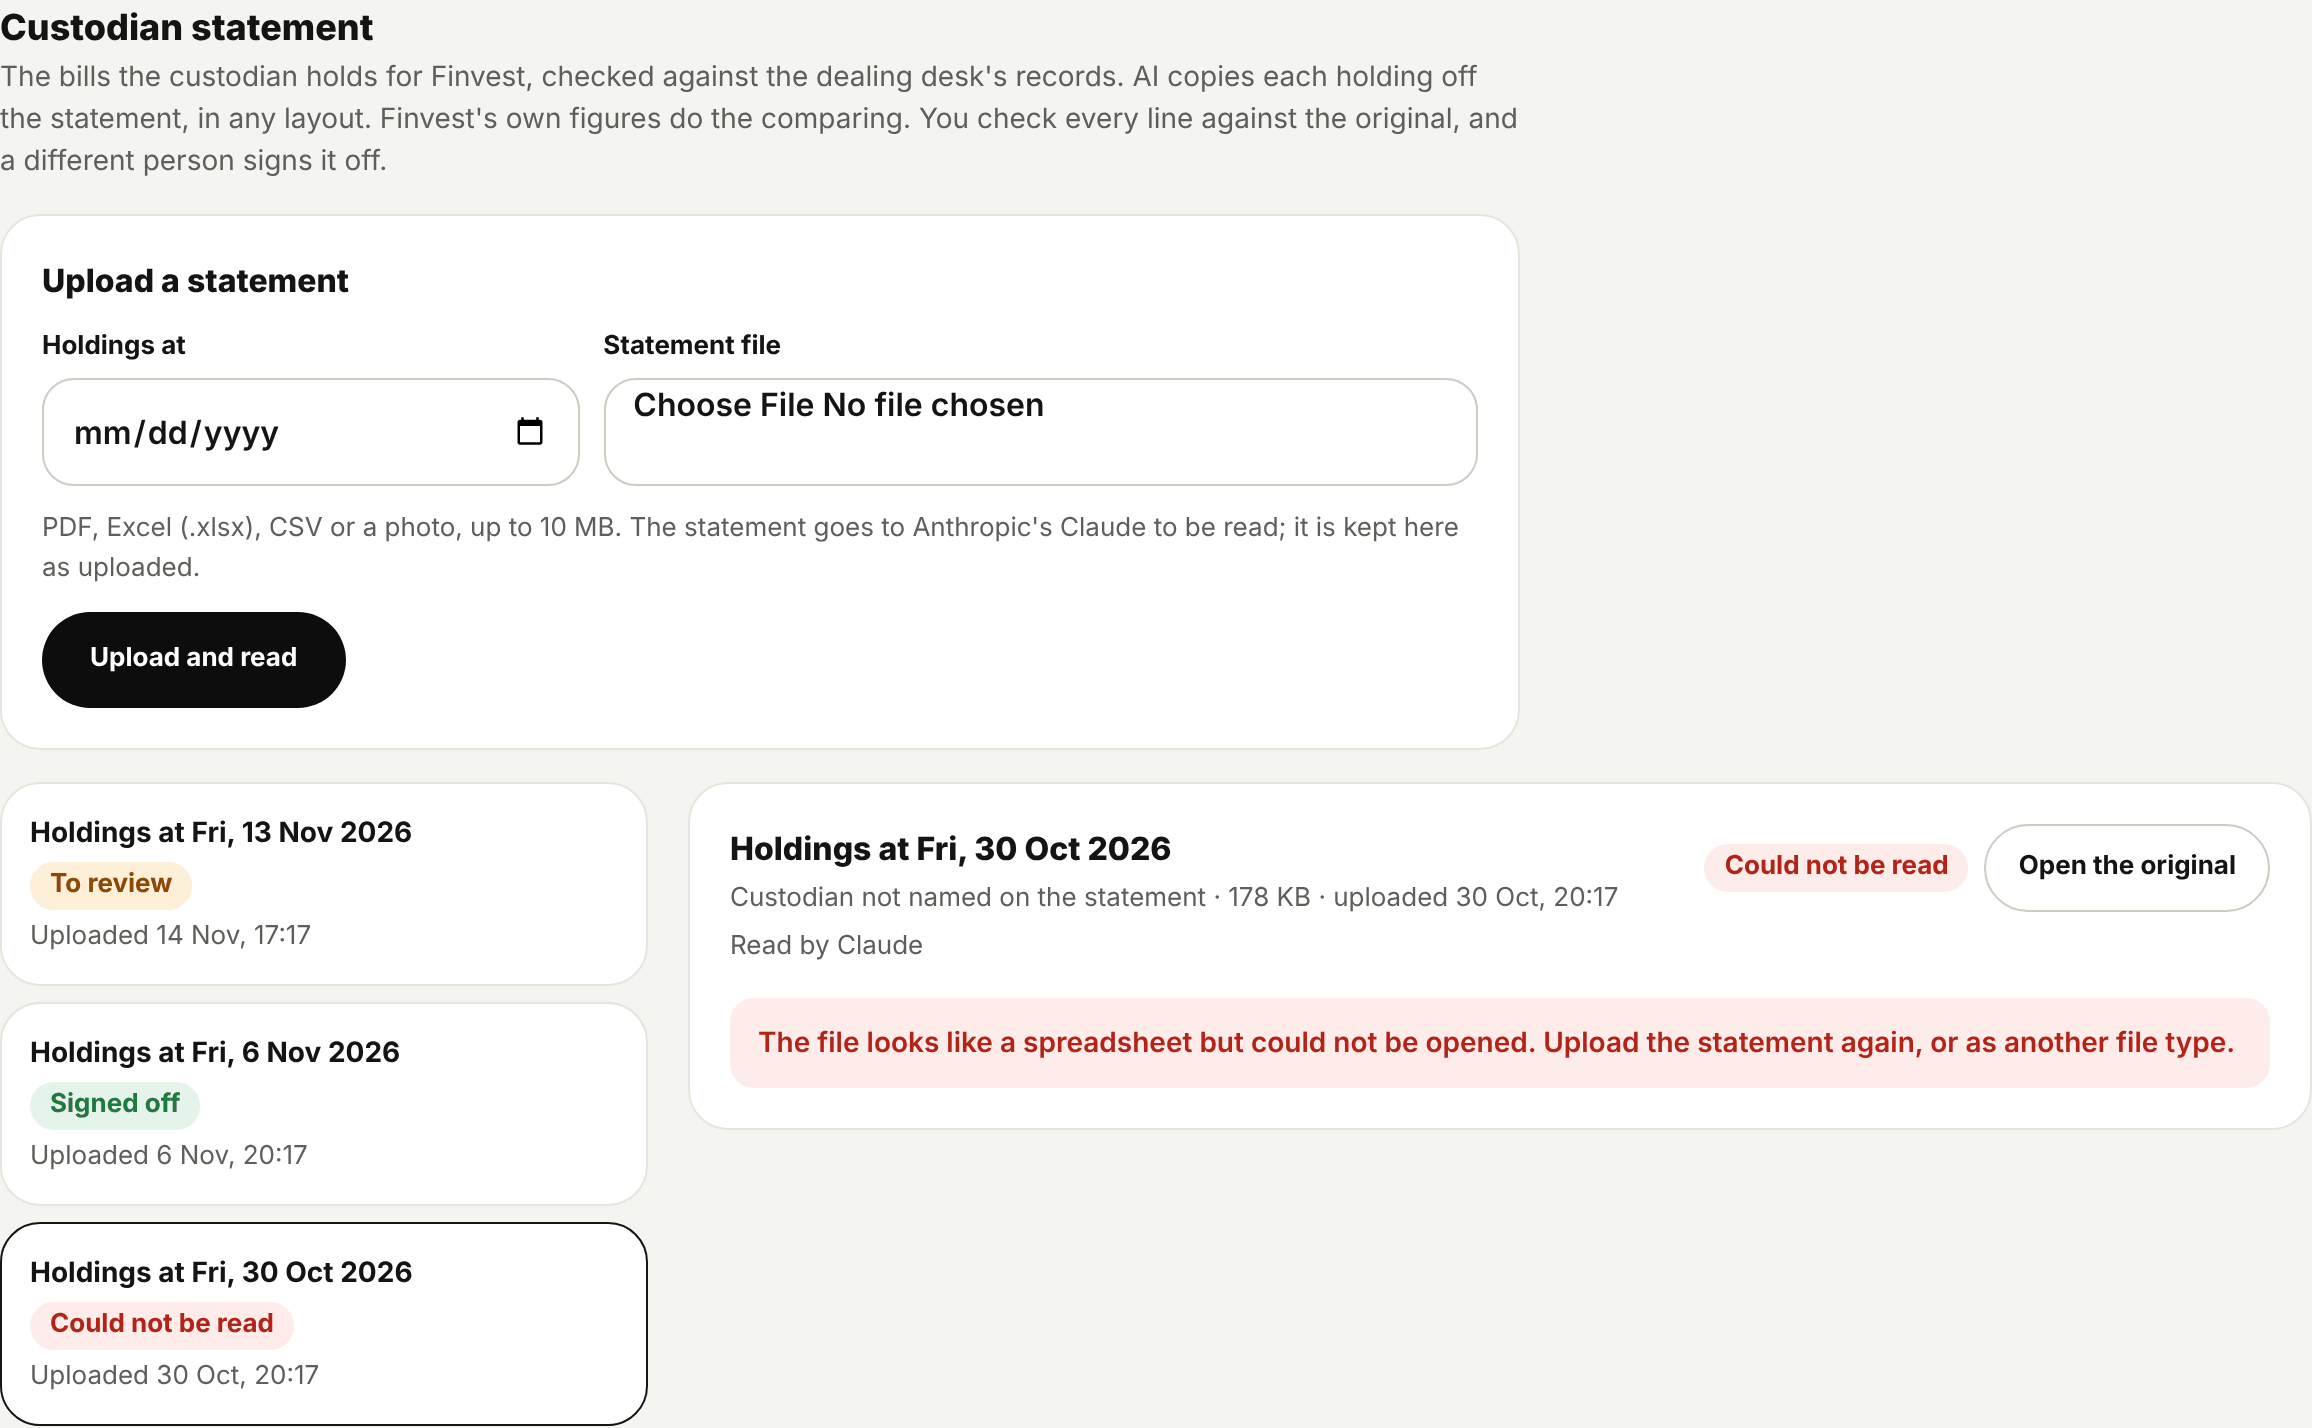 Custodian statement
The bills the custodian holds for Finvest, checked against the dealing desk's records. AI copies each holding off
the statement, in any layout. Finvest's own figures do the comparing. You check every line against the original, and
a different person signs it off.
Upload a statement
Holdings at
Statement file
mm/dd/yyyy
Choose File No file chosen
PDF, Excel (.xlsx), CSV or a photo, up to 10 MB. The statement goes to Anthropic's Claude to be read; it is kept here
as uploaded.
Upload and read
Holdings at Fri, 13 Nov 2026
To review
Uploaded 14 Nov, 17:17
Holdings at Fri, 6 Nov 2026
Signed off
Uploaded 6 Nov, 20:17
Holdings at Fri, 30 Oct 2026
Could not be read
Uploaded 30 Oct, 20:17
Holdings at Fri, 30 Oct 2026
Custodian not named on the statement · 178 KB · uploaded 30 Oct, 20:17
Read by Claude
Could not be read
Open the original
The file looks like a spreadsheet but could not be opened. Upload the statement again, or as another file type.